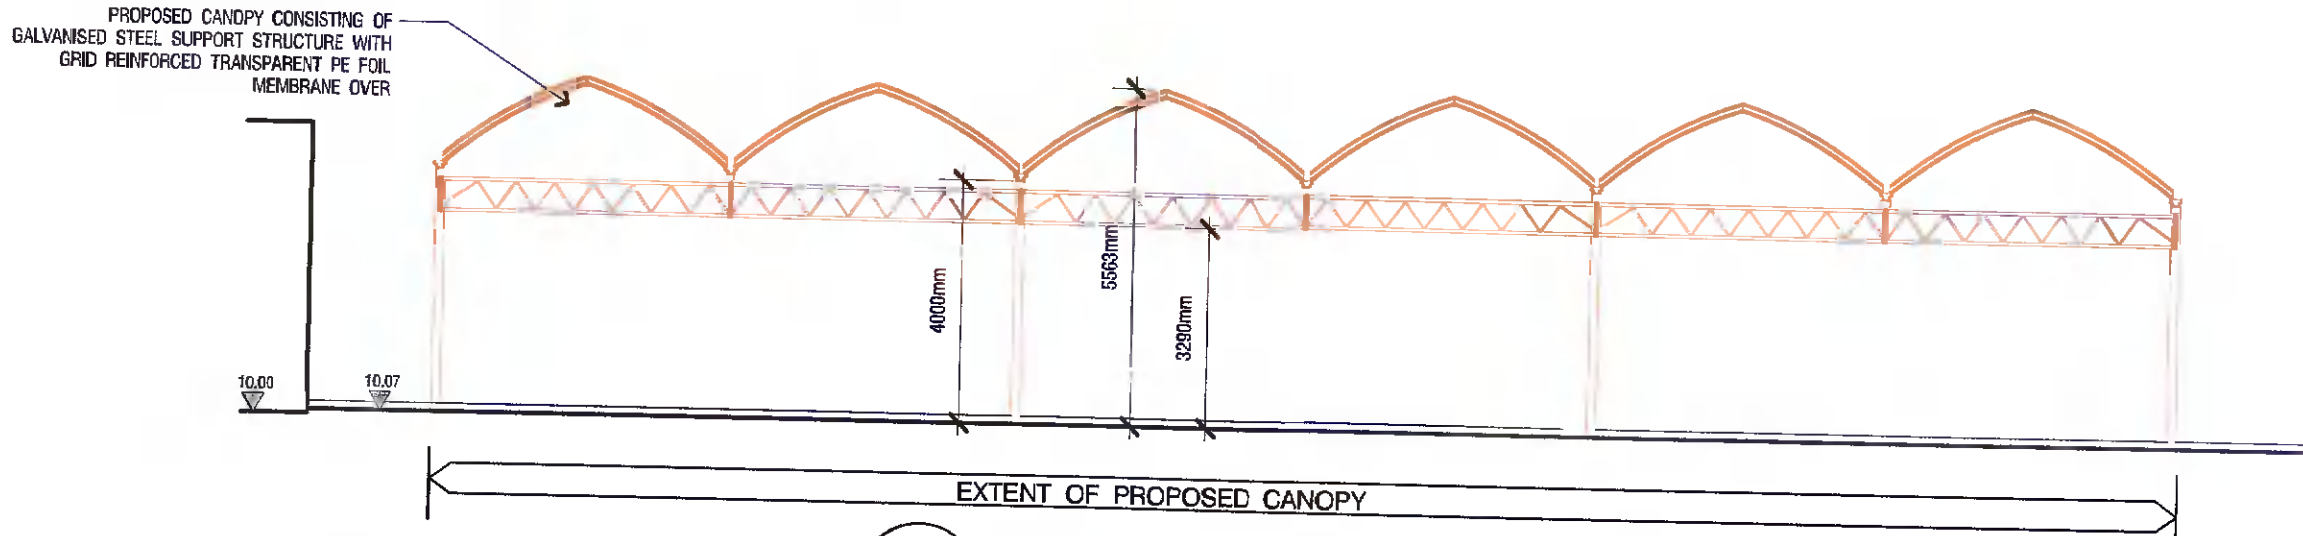 PROPOSED CANOPY CONSISTING OF
GALVANISED STEEL SUPPORT STRUCTURE WITH
GRID REINFORCED TRANSPARENT PE FOIL
MEMBRANE OVER
10.00
10.07
4000mm
5563mm
3290mm
EXTENT OF PROPOSED CANOPY